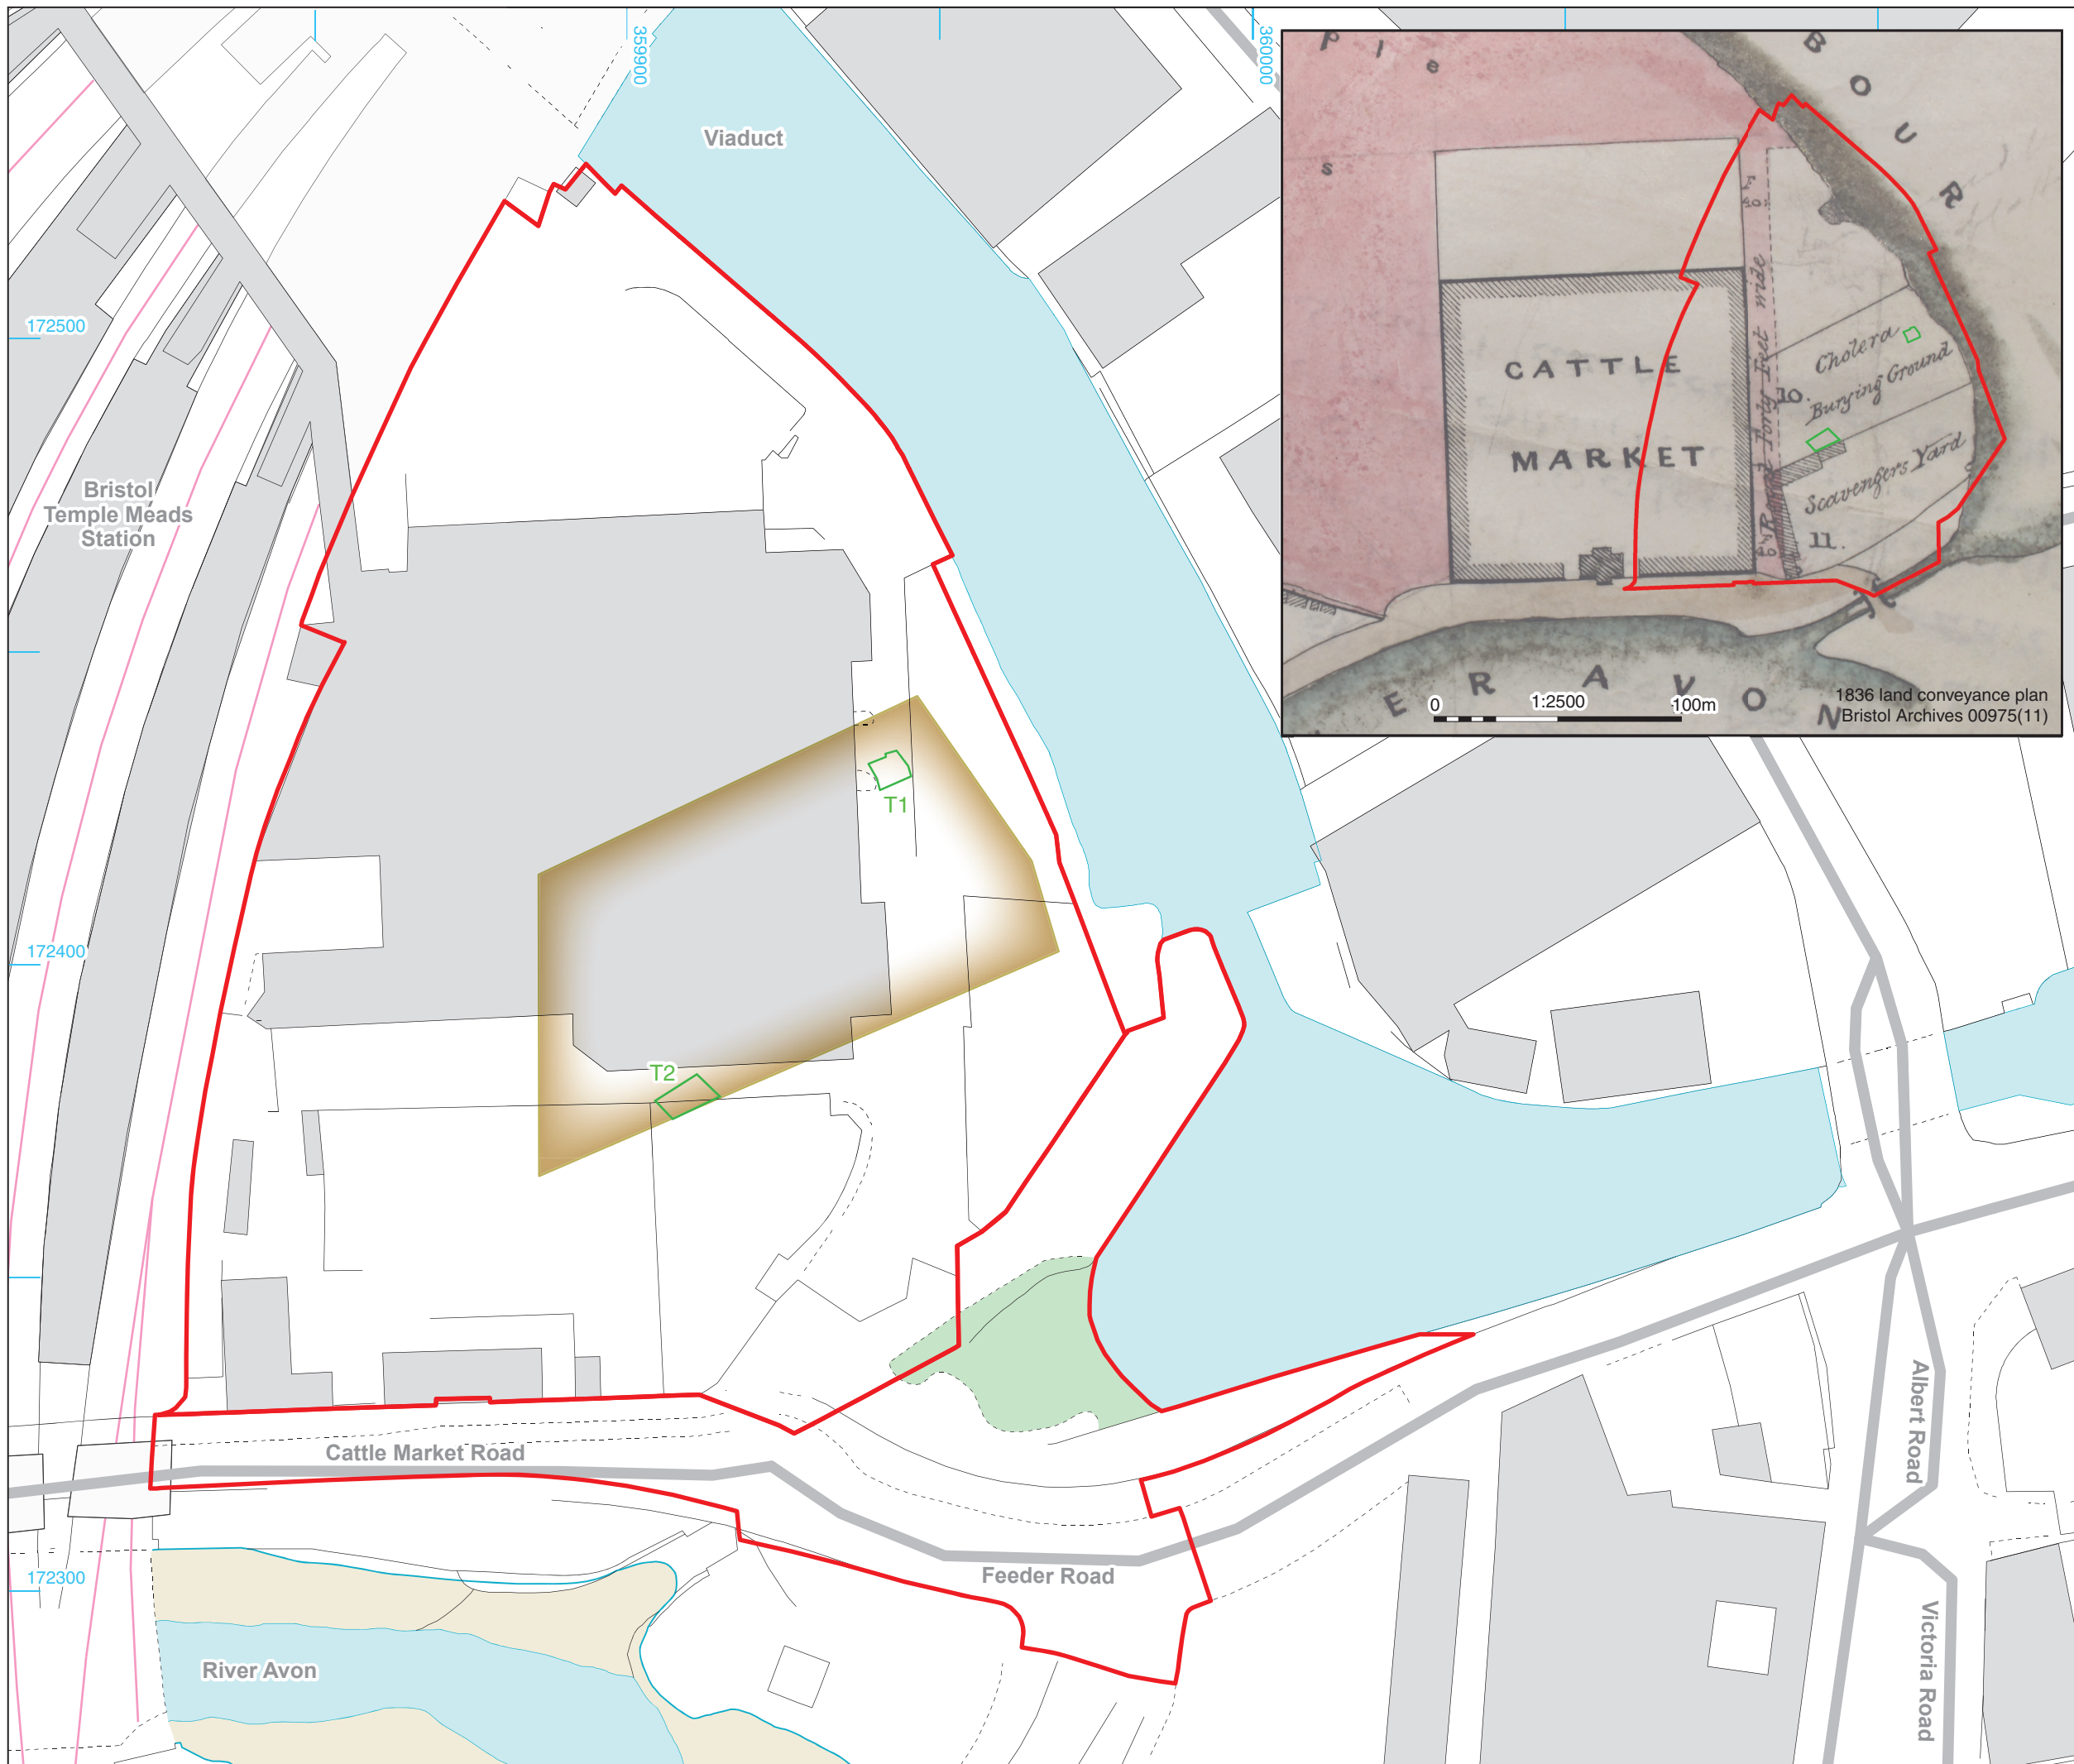 359900
360000
Viaduct
172500
Bristol
Temple Meads
Station
T1
172400
T2
Cattle Market Road
Feeder Road
172300
River Avon
Albert Road
Victoria Road
P l e
s
B O U R
CATTLE
MARKET
Road Forty Feet wide
Cholera
10.
Burying Ground
Scavengers Yard
11.
E R A V O N
0 1:2500 100m
1836 land conveyance plan
Bristol Archives 00975(11)